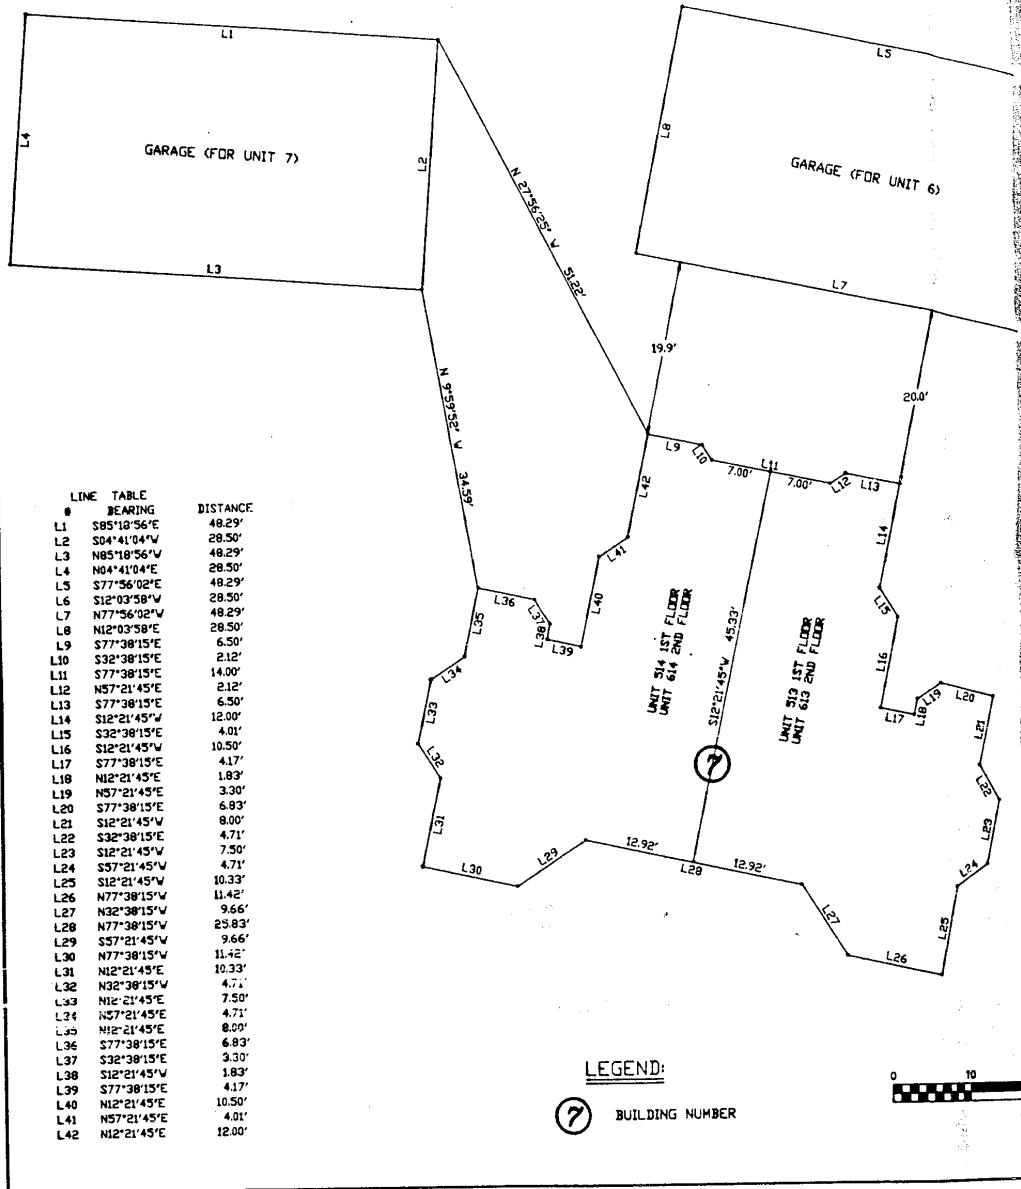 L1
L4
L2
L3
GARAGE (FOR UNIT 7)
N 27°56'25" W 51.22'
N 9°59'52" W 34.59'
L5
L8
GARAGE (FOR UNIT 6)
L7
19.9'
20.0'
L9
L10
7.00'
L11
7.00'
L12
L13
L42
L41
L40
L14
L15
L16
L36
L37
L38
L39
L35
L34
L33
L32
L31
L30
L29
UNIT 514 1ST FLOOR
UNIT 614 2ND FLOOR
S12°21'45"W 45.33'
UNIT 513 1ST FLOOR
UNIT 613 2ND FLOOR
7
L17
L18
L19
L20
L21
L22
L23
L24
L25
L26
L27
12.92'
L28
12.92'
LINE TABLE
# BEARING DISTANCE
L1 S85°18'56"E 48.29'
L2 S04°41'04"W 28.50'
L3 N85°18'56"W 48.29'
L4 N04°41'04"E 28.50'
L5 S77°56'02"E 48.29'
L6 S12°03'58"W 28.50'
L7 N77°56'02"W 48.29'
L8 N12°03'58"E 28.50'
L9 S77°38'15"E 6.50'
L10 S32°38'15"E 2.12'
L11 S77°38'15"E 14.00'
L12 N57°21'45"E 2.12'
L13 S77°38'15"E 6.50'
L14 S12°21'45"W 12.00'
L15 S32°38'15"E 4.01'
L16 S12°21'45"W 10.50'
L17 S77°38'15"E 4.17'
L18 N12°21'45"E 1.83'
L19 N57°21'45"E 3.30'
L20 S77°38'15"E 6.83'
L21 S12°21'45"W 8.00'
L22 S32°38'15"E 4.71'
L23 S12°21'45"W 7.50'
L24 S57°21'45"W 4.71'
L25 S12°21'45"W 10.33'
L26 N77°38'15"W 11.42'
L27 N32°38'15"W 9.66'
L28 N77°38'15"W 25.83'
L29 S57°21'45"W 9.66'
L30 N77°38'15"W 11.42'
L31 N12°21'45"E 10.33'
L32 N32°38'15"W 4.71'
L33 N12°21'45"E 7.50'
L34 N57°21'45"E 4.71'
L35 N12°21'45"E 8.00'
L36 S77°38'15"E 6.83'
L37 S32°38'15"E 3.30'
L38 S12°21'45"W 1.83'
L39 S77°38'15"E 4.17'
L40 N12°21'45"E 10.50'
L41 N57°21'45"E 4.01'
L42 N12°21'45"E 12.00'
LEGEND:
7 BUILDING NUMBER
0 10